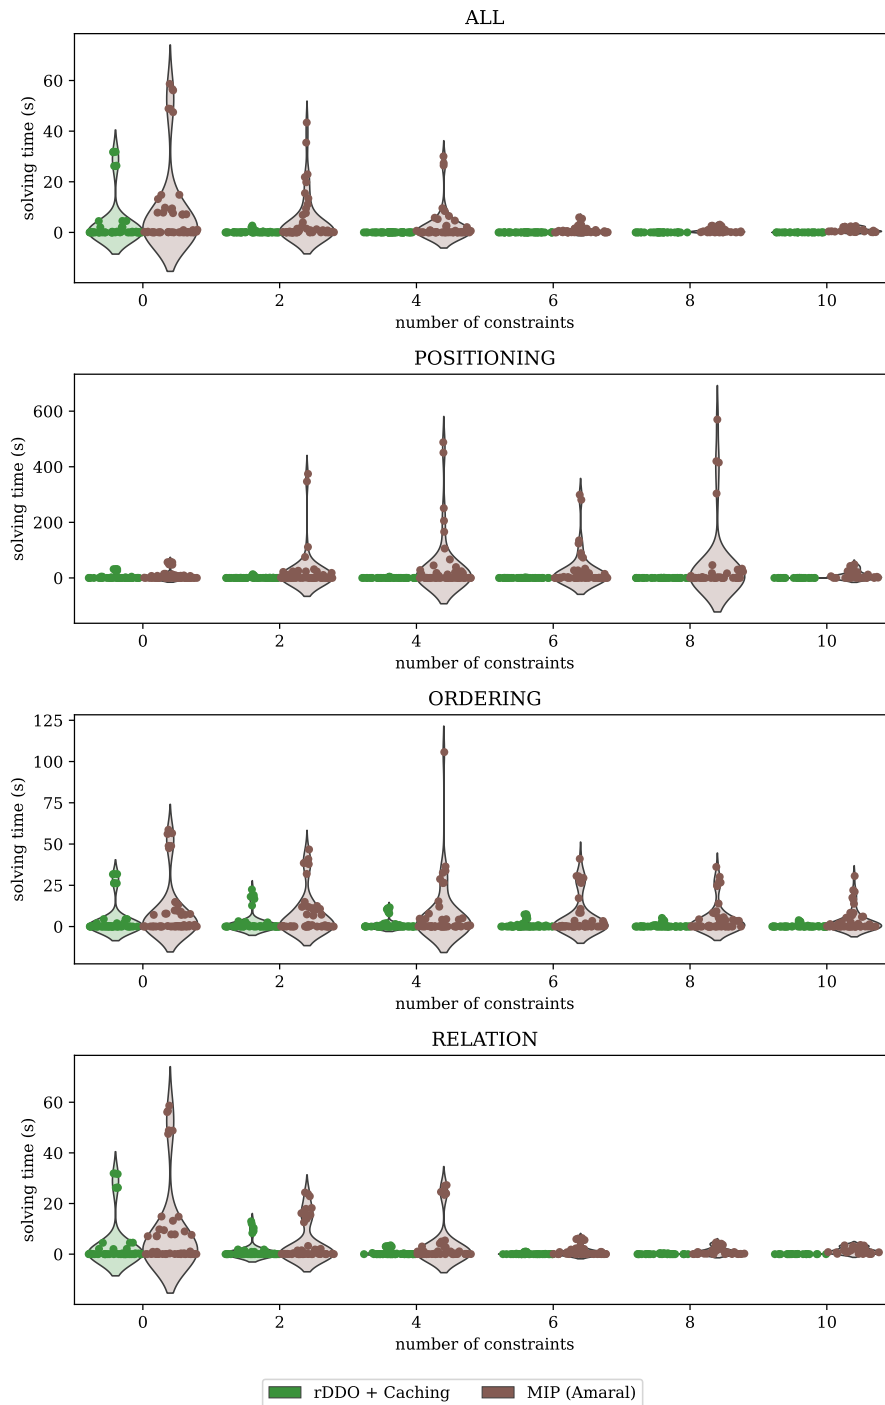 ALL
solving time (s)
60
40
20
0
0 2 4 6 8 10
number of constraints
POSITIONING
solving time (s)
600
400
200
0
0 2 4 6 8 10
number of constraints
ORDERING
solving time (s)
125
100
75
50
25
0
0 2 4 6 8 10
number of constraints
RELATION
solving time (s)
60
40
20
0
0 2 4 6 8 10
number of constraints
rDDO + Caching MIP (Amaral)